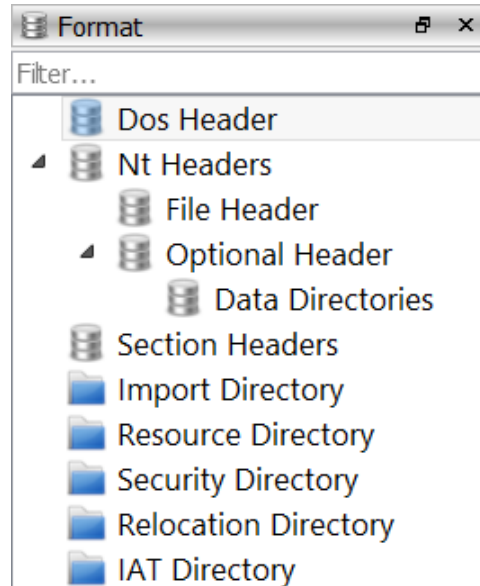 Format
Filter...
Dos Header
Nt Headers
File Header
Optional Header
Data Directories
Section Headers
Import Directory
Resource Directory
Security Directory
Relocation Directory
IAT Directory